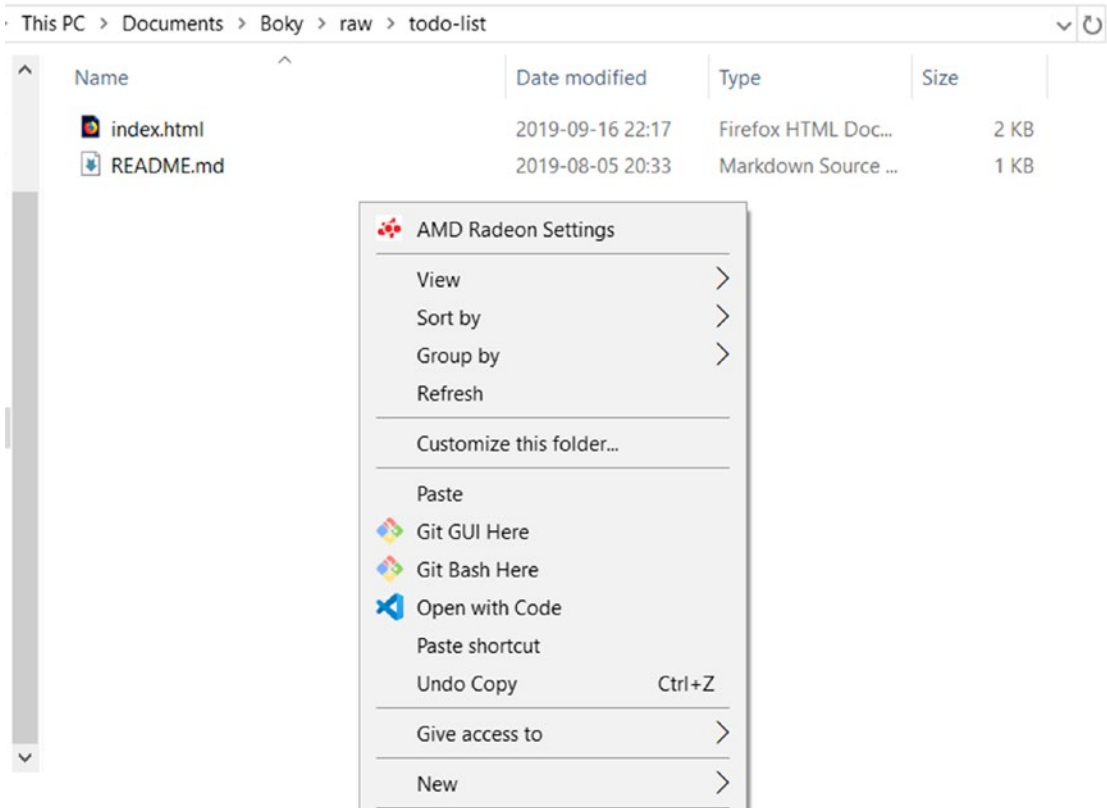 This PC > Documents > Boky > raw > todo-list
Name Date modified Type Size
index.html 2019-09-16 22:17 Firefox HTML Doc... 2 KB
README.md 2019-08-05 20:33 Markdown Source ... 1 KB
AMD Radeon Settings
View
Sort by
Group by
Refresh
Customize this folder...
Paste
Git GUI Here
Git Bash Here
Open with Code
Paste shortcut
Undo Copy Ctrl+Z
Give access to
New